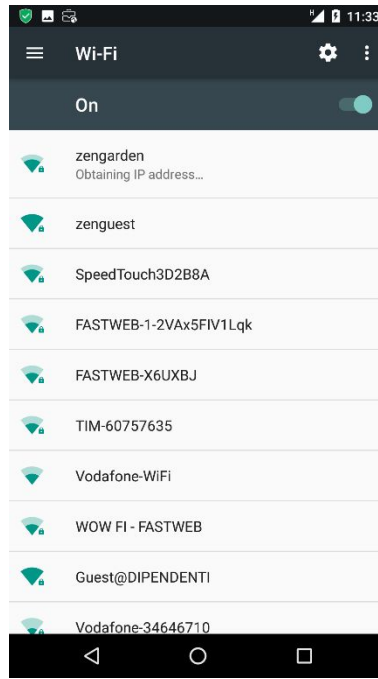 H 11:33
Wi-Fi
On
zengarden
Obtaining IP address...
zenguest
SpeedTouch3D2B8A
FASTWEB-1-2VAx5FIV1Lqk
FASTWEB-X6UXBJ
TIM-60757635
Vodafone-WiFi
WOW FI - FASTWEB
Guest@DIPENDENTI
Vodafone-34646710